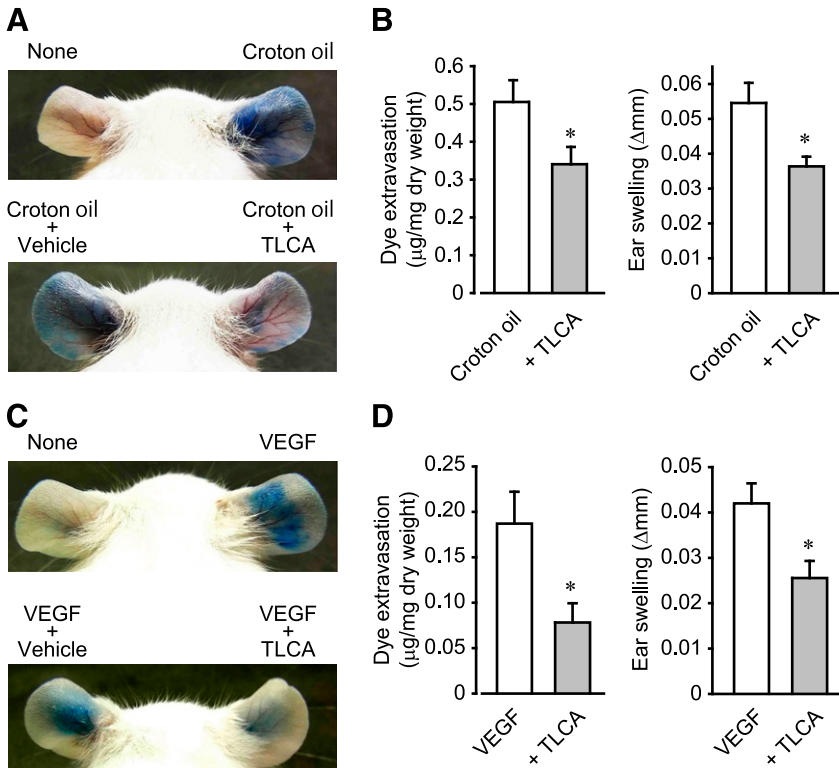 A
None
Croton oil
Croton oil
+
Vehicle
Croton oil
+
TLCA
B
Dye extravasation
(μg/mg dry weight)
0.6
0.5
0.4
0.3
0.2
0.1
0
*
Croton oil
+ TLCA
Ear swelling (Δmm)
0.06
0.05
0.04
0.03
0.02
0.01
0.00
*
Croton oil
+ TLCA
C
None
VEGF
VEGF
+
Vehicle
VEGF
+
TLCA
D
Dye extravasation
(μg/mg dry weight)
0.25
0.20
0.15
0.10
0.05
0
*
VEGF
+ TLCA
Ear swelling (Δmm)
0.05
0.04
0.03
0.02
0.01
0
*
VEGF
+ TLCA